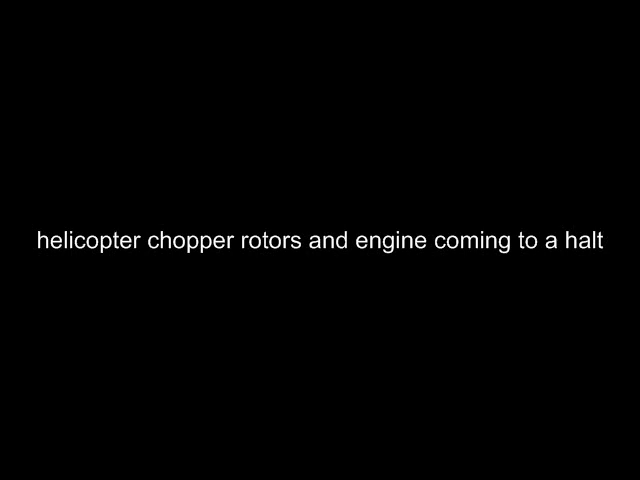 helicopter chopper rotors and engine coming to a halt